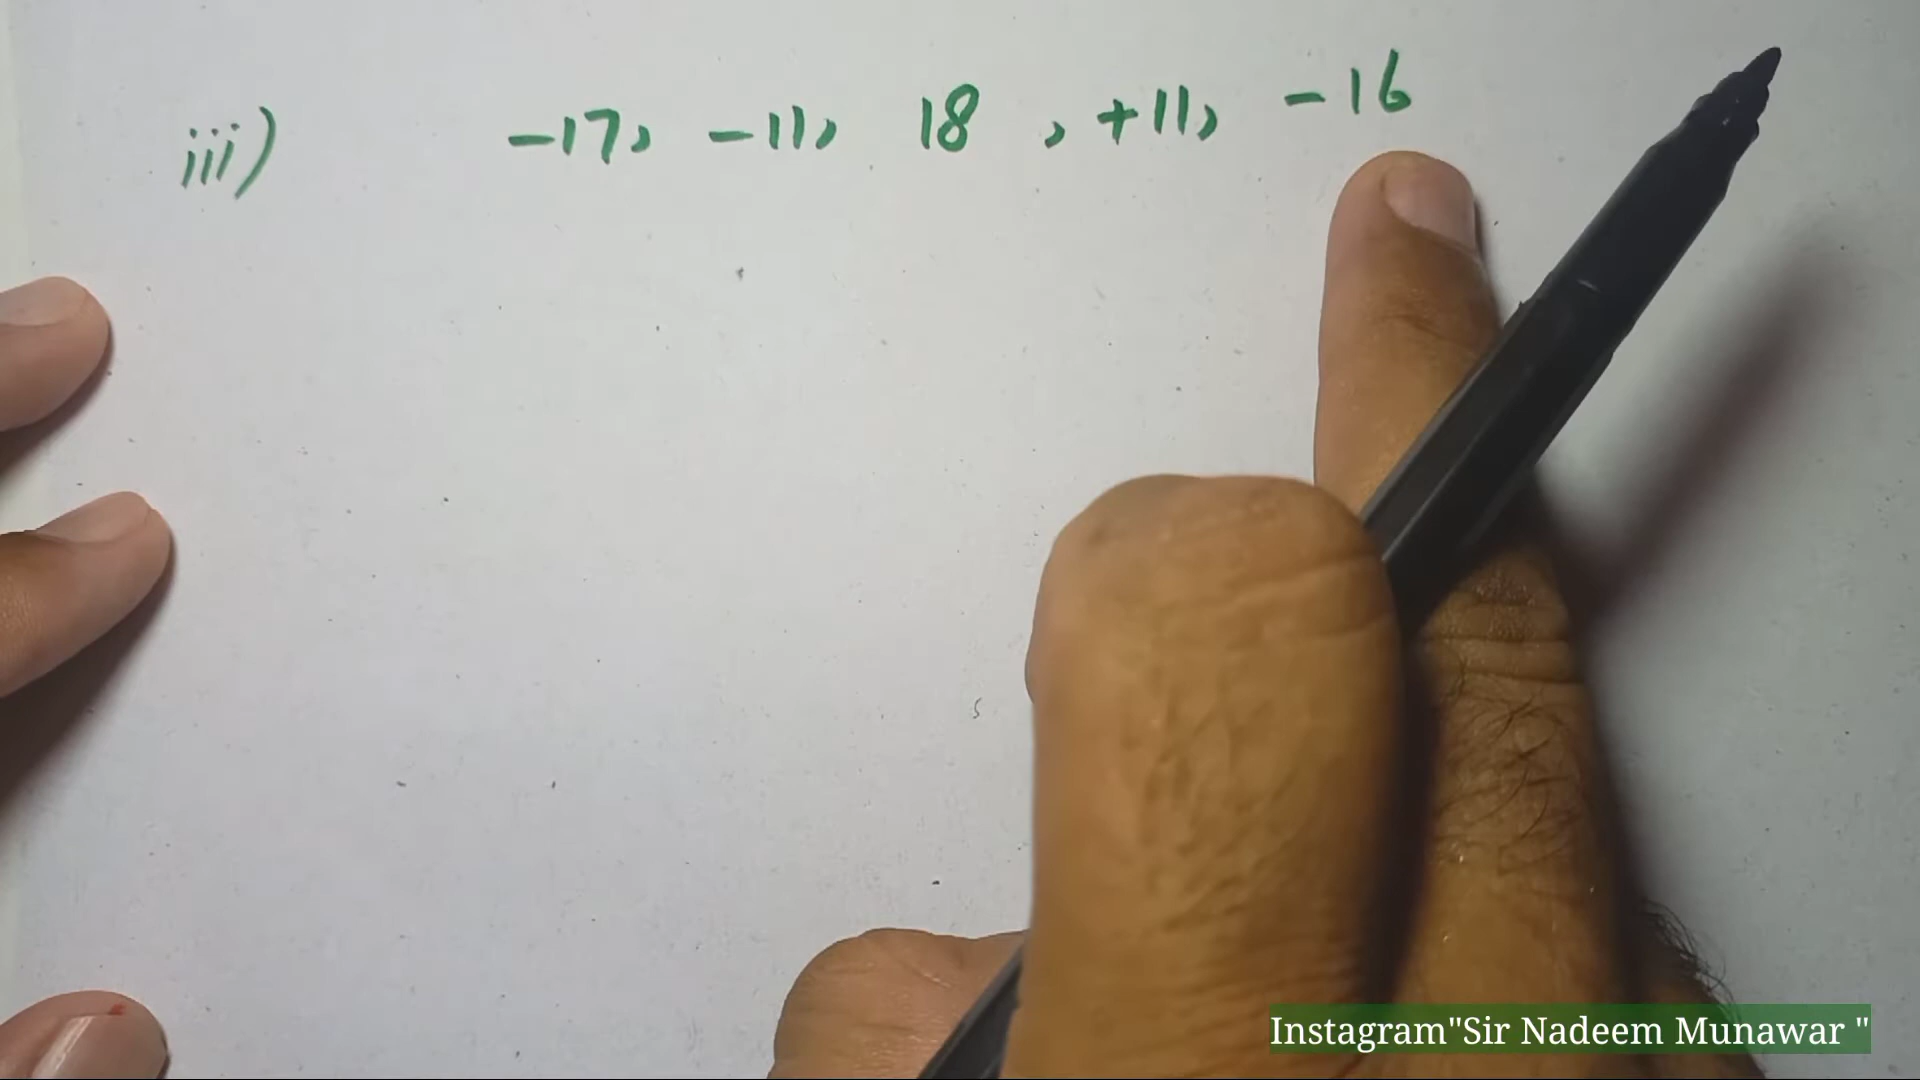 iii) -17, -11, 18, +11, -16
Instagram"Sir Nadeem Munawar "